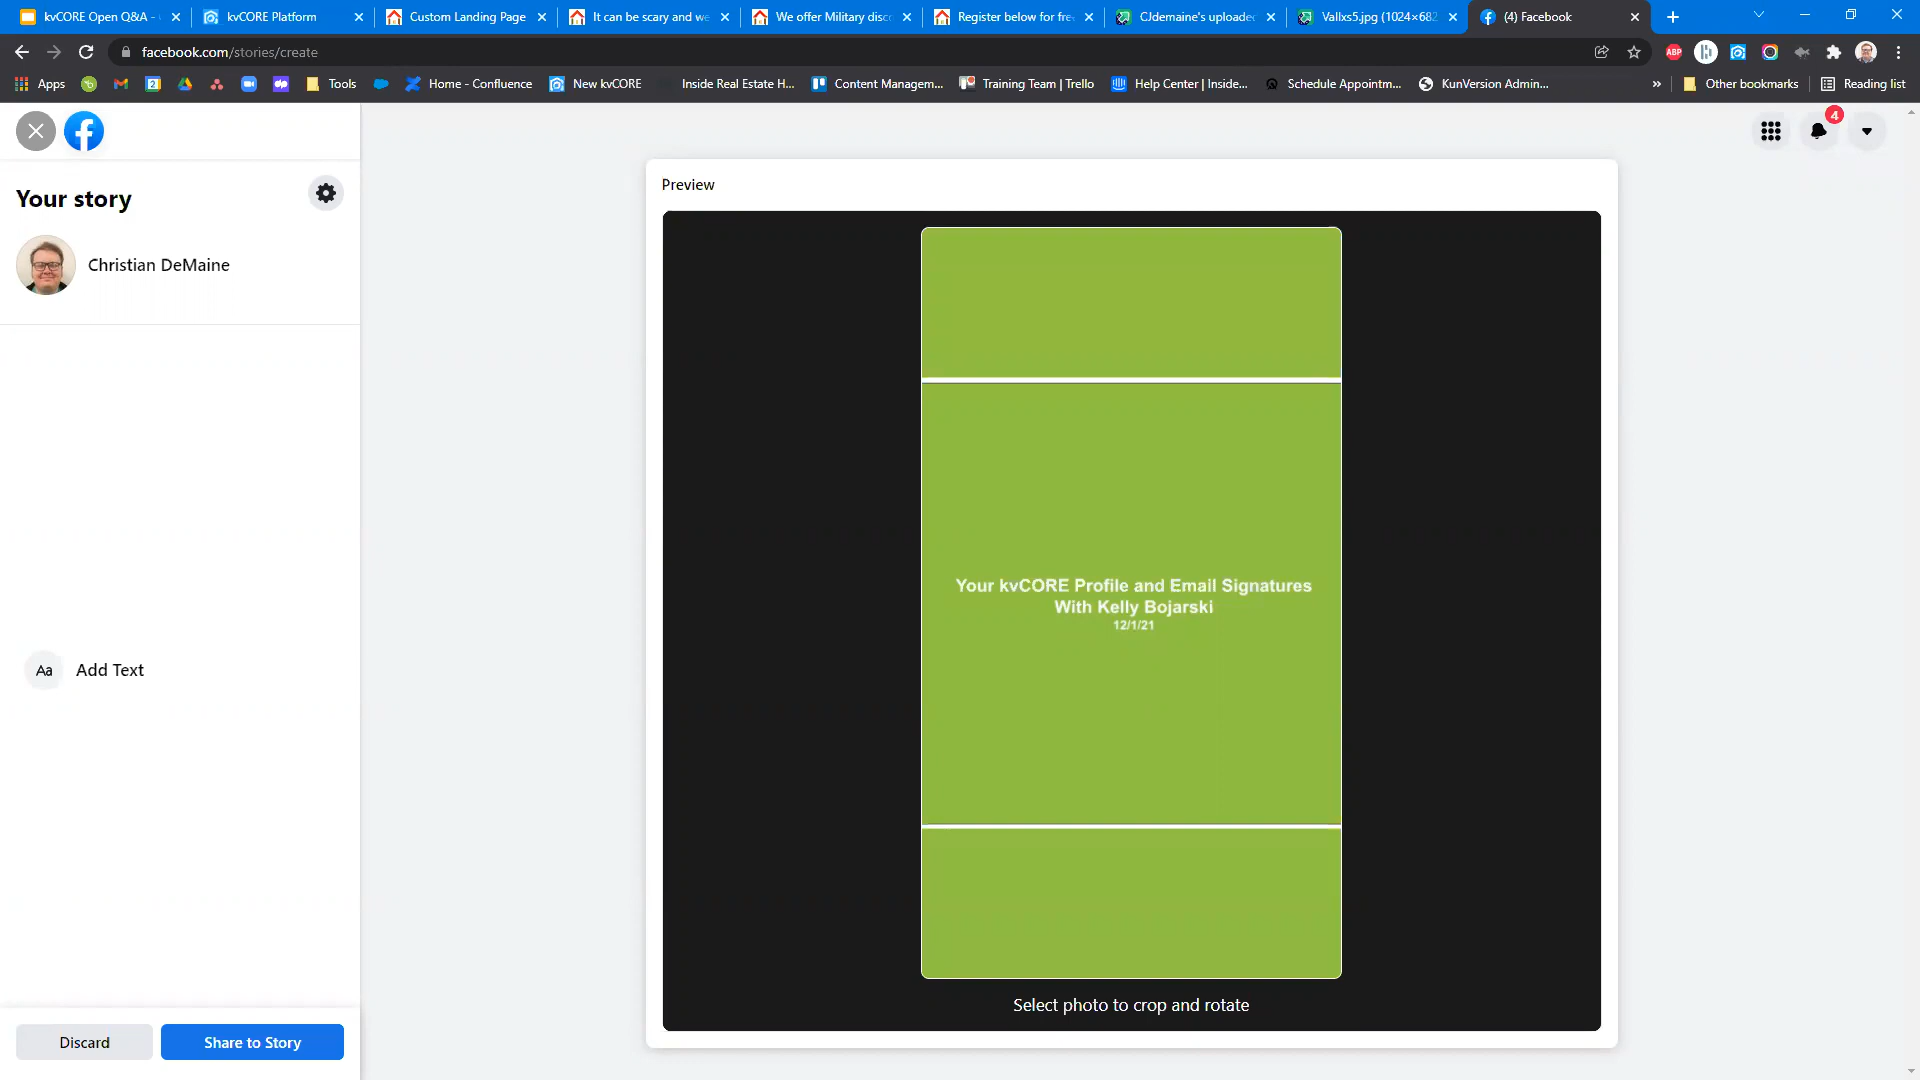 kvCORE Open Q&A -
kvCORE Platform
Custom Landing Page
It can be scary and we
We offer Military disc
Register below for fre
CJdemaine's uploaded
Vallxs5.jpg (1024×682
(4) Facebook
facebook.com/stories/create
ABP
Apps
Tools
Home - Confluence
New kvCORE
Inside Real Estate H...
Content Managem...
Training Team | Trello
Help Center | Inside...
Schedule Appointm...
KunVersion Admin...
»
Other bookmarks
Reading list
4
Your story
Christian DeMaine
Aa Add Text
Discard
Share to Story
Preview
Your kvCORE Profile and Email Signatures
With Kelly Bojarski
12/1/21
Select photo to crop and rotate